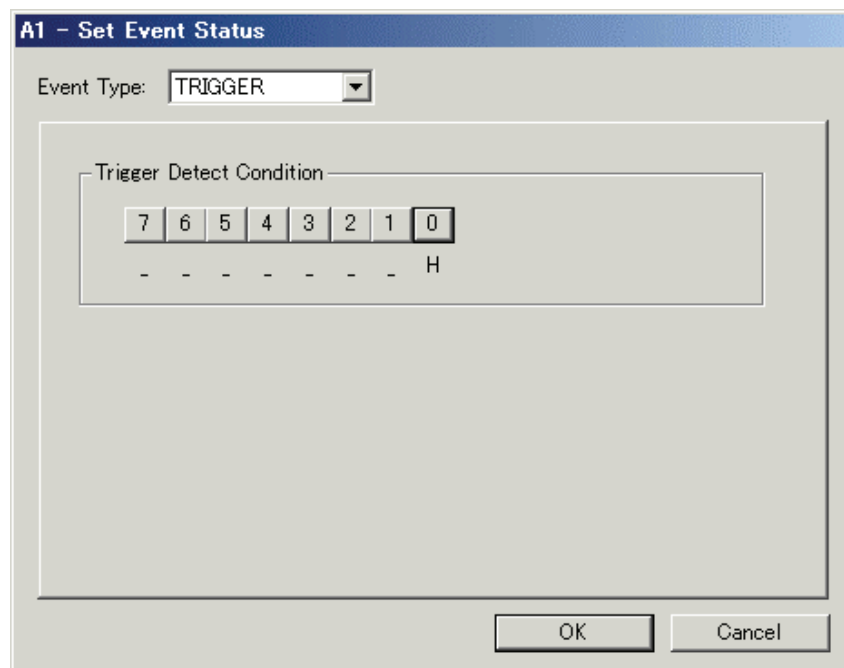 A1 - Set Event Status
Event Type: TRIGGER
Trigger Detect Condition
7 6 5 4 3 2 1 0
- - - - - - - H
OK Cancel